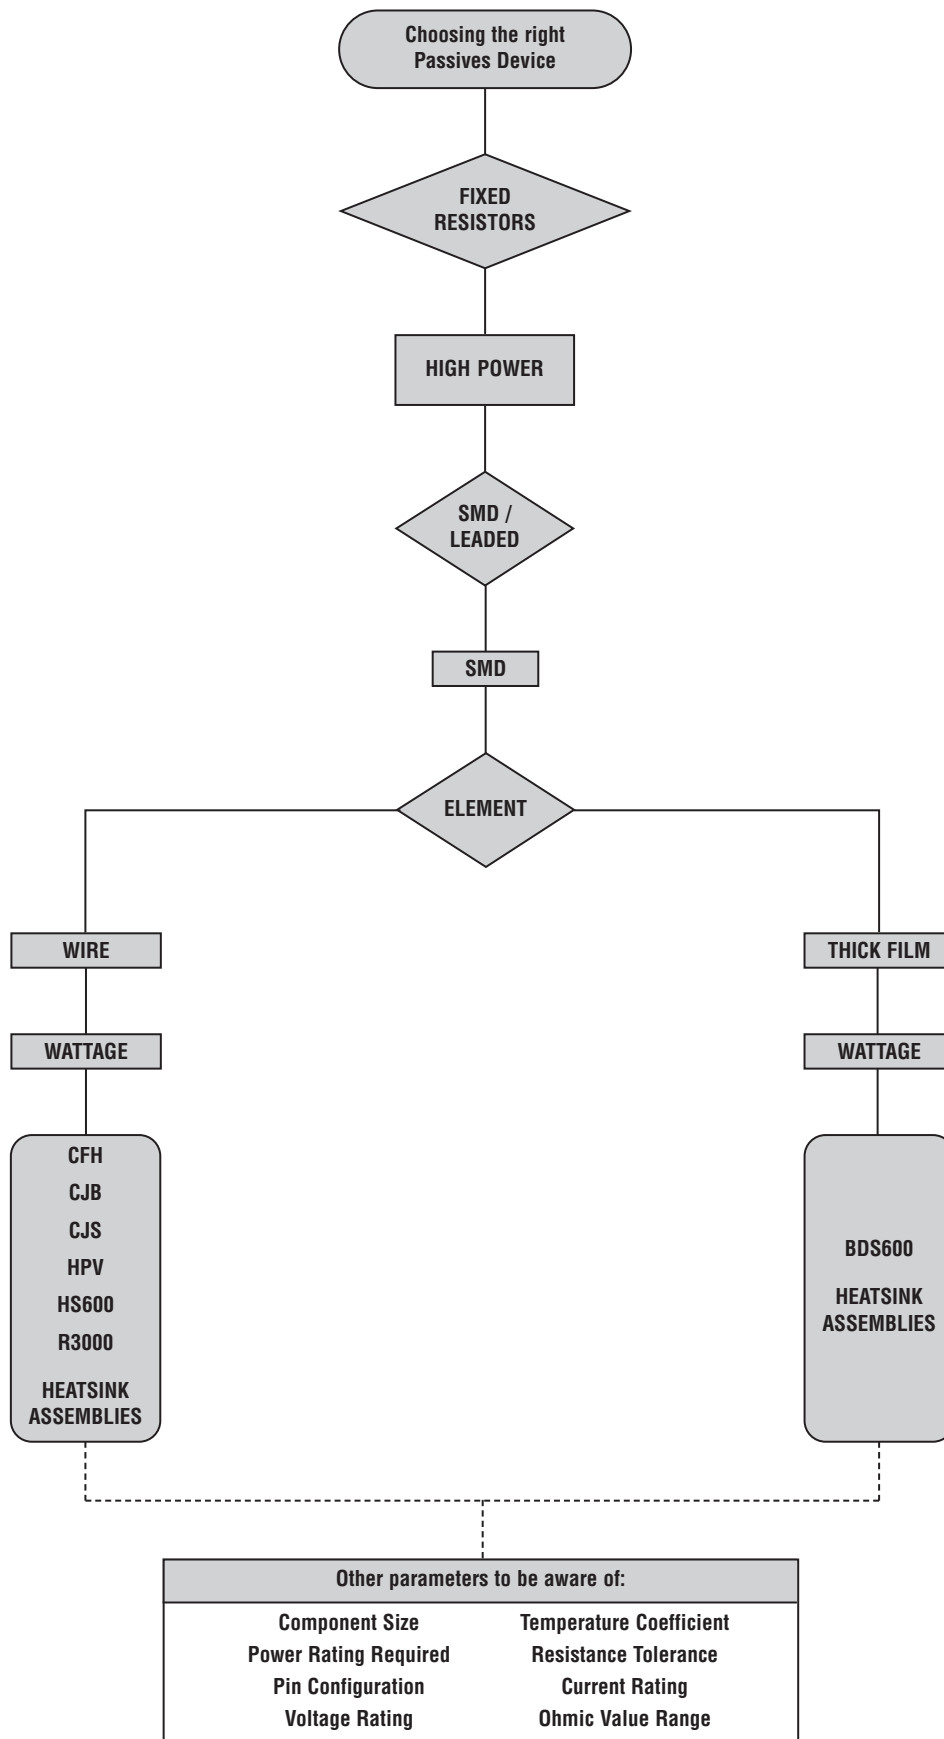 Choosing the right
Passives Device
FIXED
RESISTORS
HIGH POWER
SMD /
LEADED
SMD
ELEMENT
WIRE
THICK FILM
WATTAGE
WATTAGE
CFH
CJB
CJS
HPV
HS600
R3000
HEATSINK
ASSEMBLIES
BDS600
HEATSINK
ASSEMBLIES
Other parameters to be aware of:
Component Size
Temperature Coefficient
Power Rating Required
Resistance Tolerance
Pin Configuration
Current Rating
Voltage Rating
Ohmic Value Range